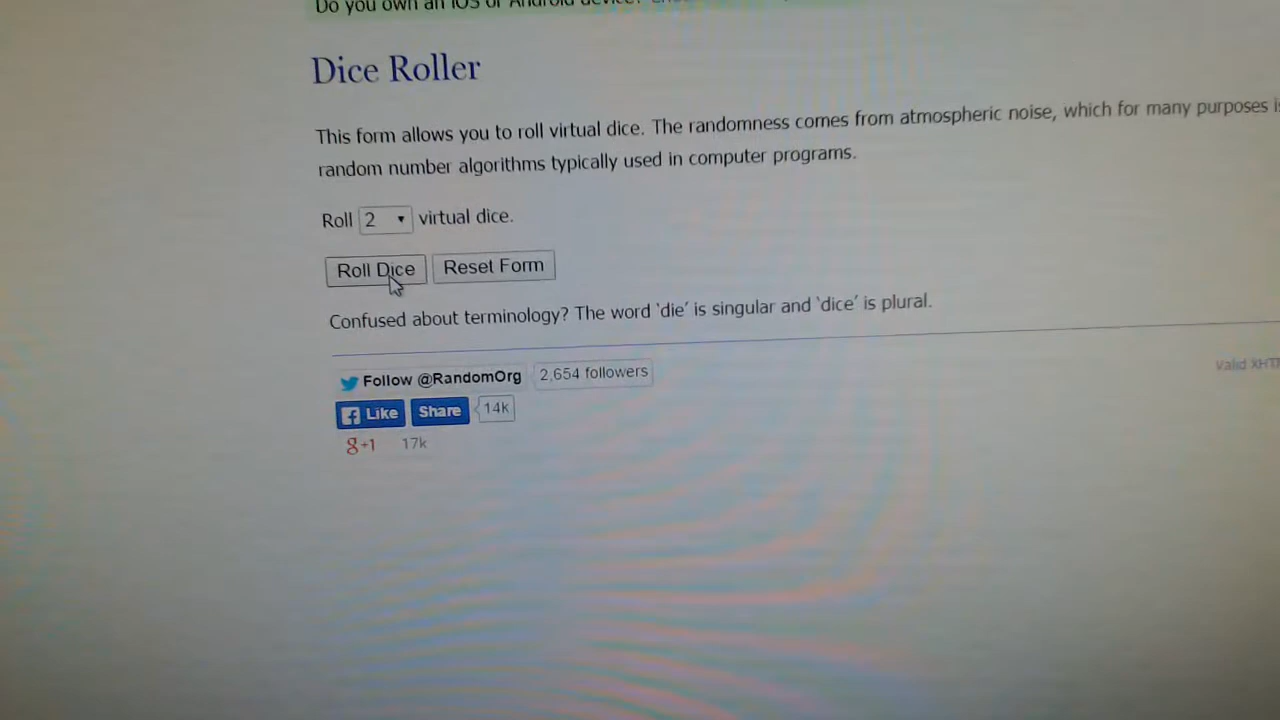 Do you own an iOS or Android device?
Dice Roller
This form allows you to roll virtual dice. The randomness comes from atmospheric noise, which for many purposes is
random number algorithms typically used in computer programs.
Roll 2 virtual dice.
Roll Dice Reset Form
Confused about terminology? The word 'die' is singular and 'dice' is plural.
Valid XHT
Follow @RandomOrg 2,654 followers
Like Share 14k
g+1 17k